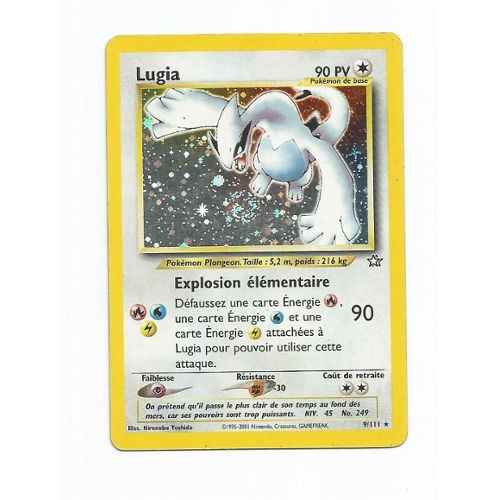 Lugia
90 PV
Pokémon de base
Pokémon Plongeon. Taille : 5,2 m, poids : 216 kg
Explosion élémentaire
Défaussez une carte Énergie ,
une carte Énergie et une
carte Énergie attachées à
Lugia pour pouvoir utiliser cette
attaque.
90
Faiblesse
Résistance
-30
Coût de retraite
On prétend qu'il passe le plus clair de son temps au fond des
mers, car ses pouvoirs sont trop puissants. NIV. 45 No. 249
Illus. Hironobu Yoshida
©1995-2001 Nintendo, Creatures, GAMEFREAK.
9/111 ★